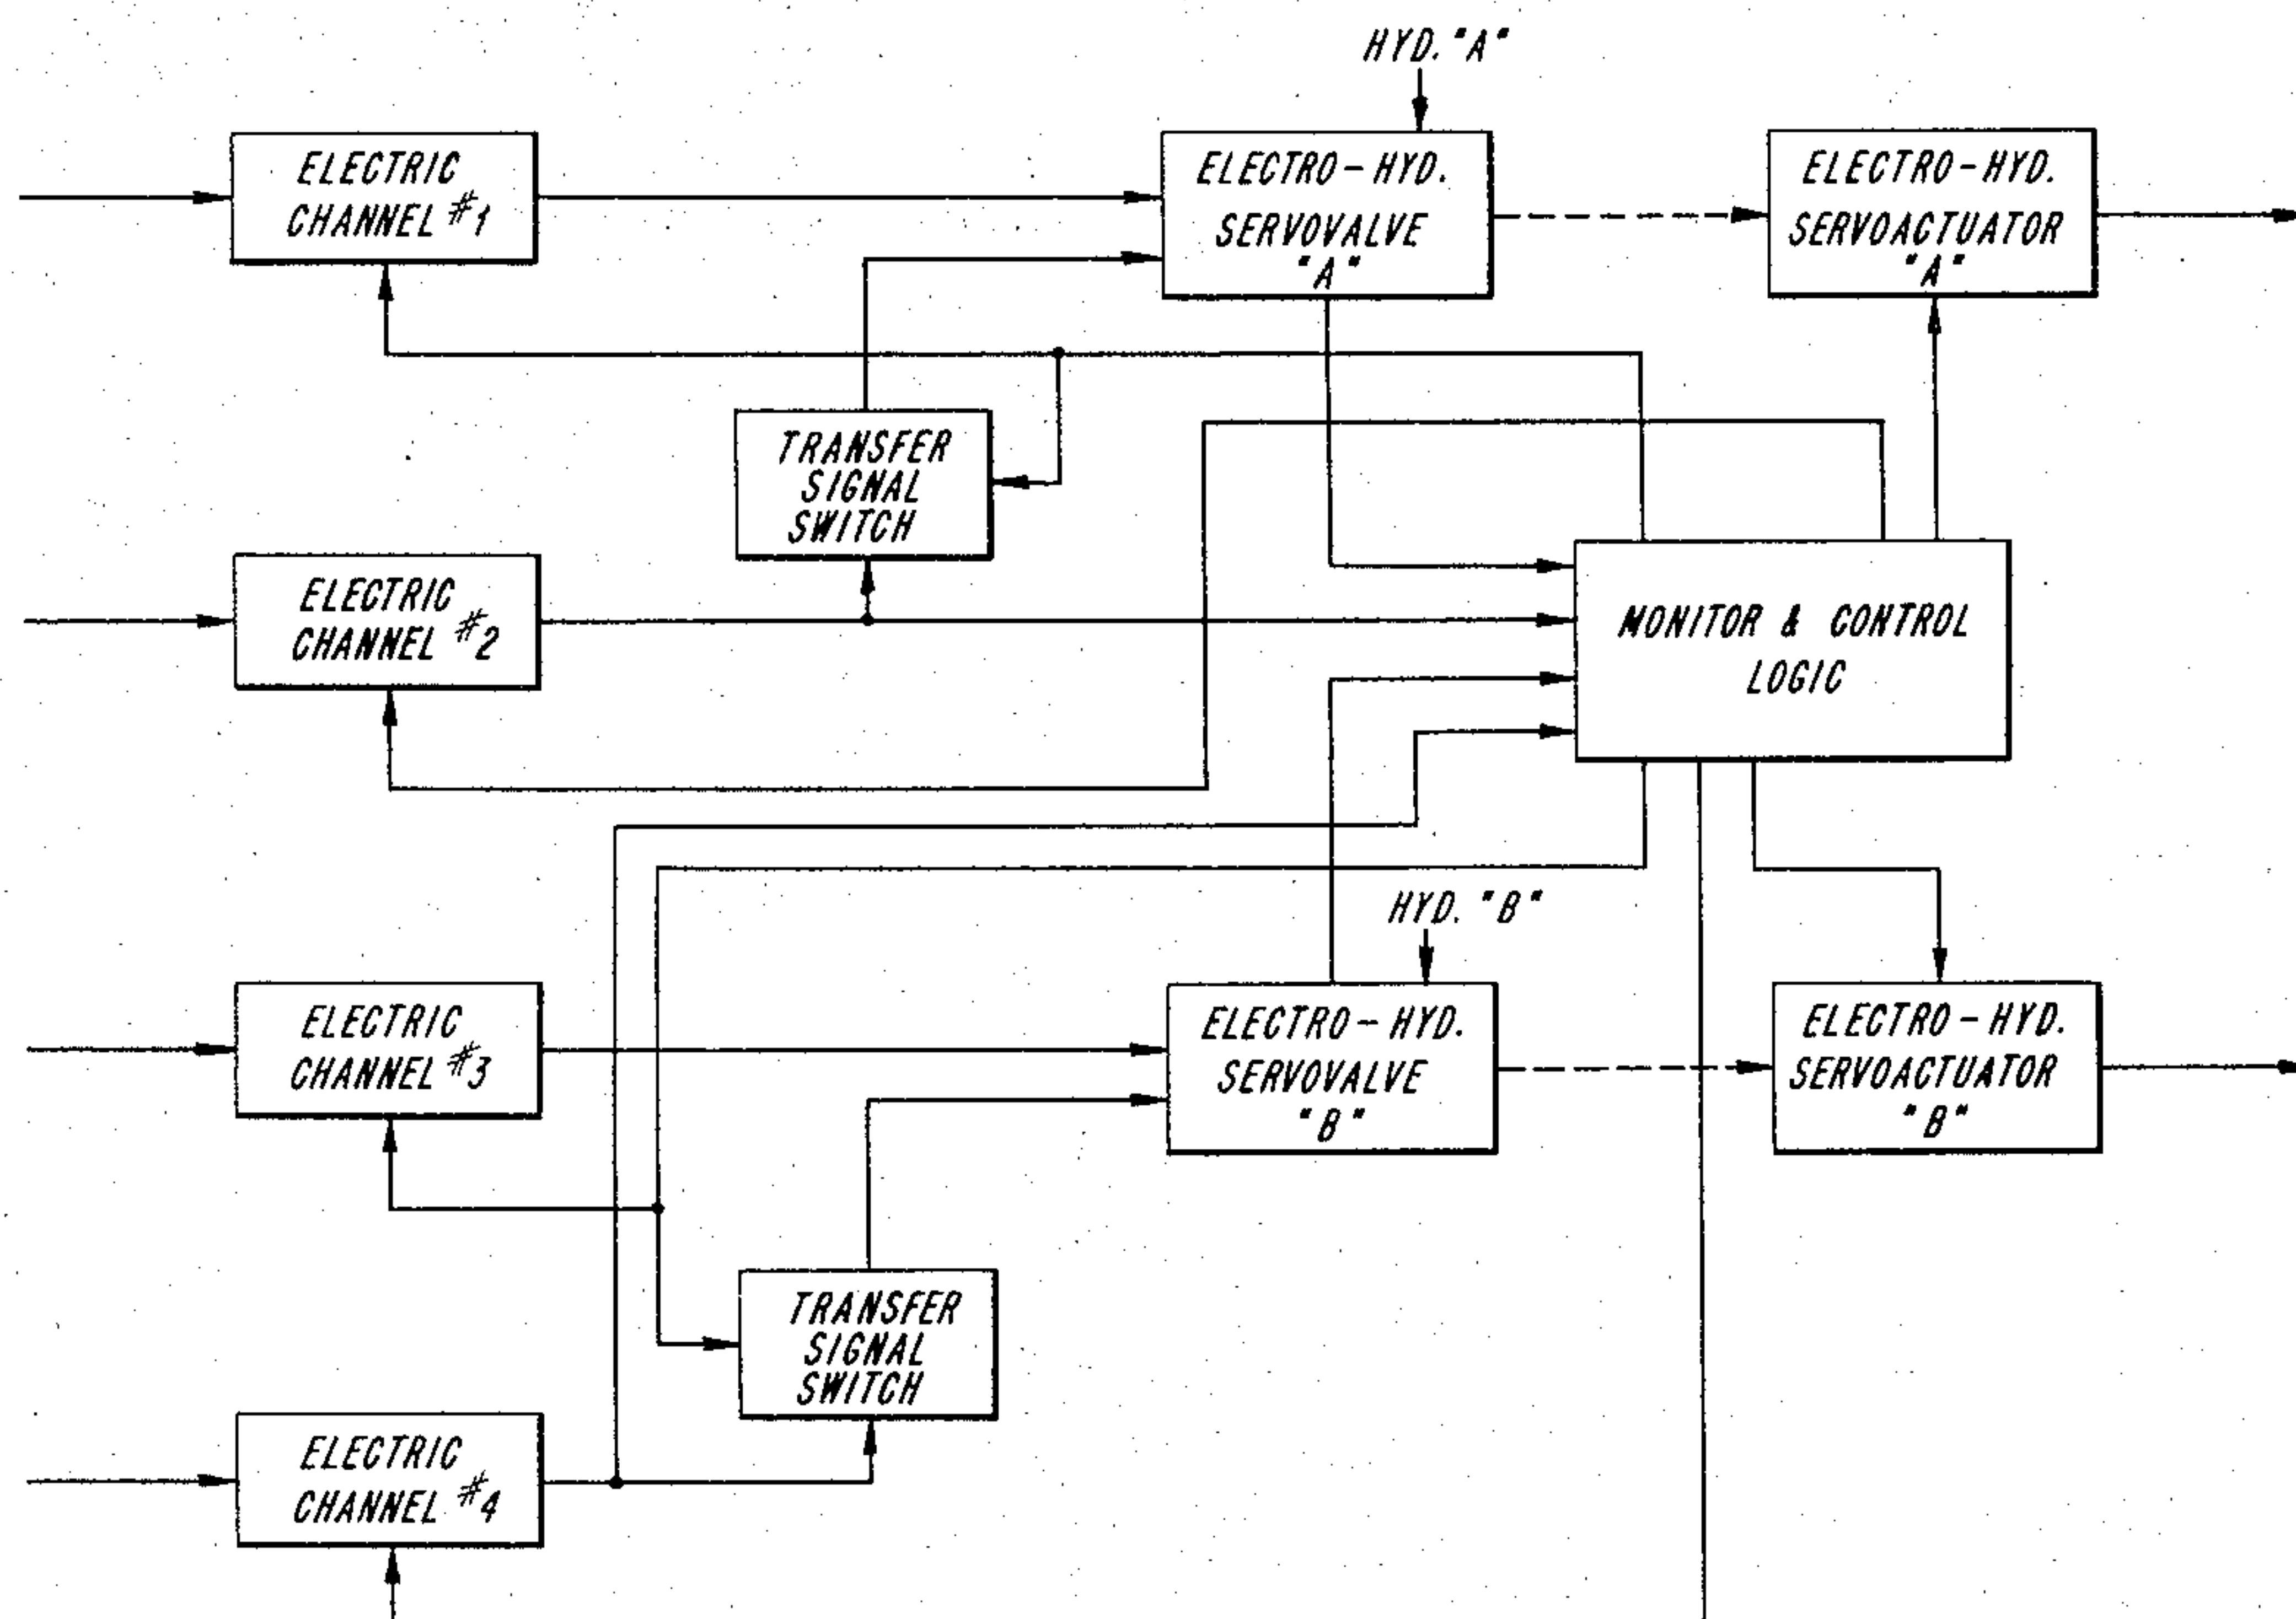 HYD. "A"
ELECTRIC
CHANNEL #1
ELECTRO-HYD.
SERVOVALVE
"A"
ELECTRO-HYD.
SERVOACTUATOR
"A"
TRANSFER
SIGNAL
SWITCH
ELECTRIC
CHANNEL #2
MONITOR & CONTROL
LOGIC
HYD. "B"
ELECTRIC
CHANNEL #3
ELECTRO-HYD.
SERVOVALVE
"B"
ELECTRO-HYD.
SERVOACTUATOR
"B"
TRANSFER
SIGNAL
SWITCH
ELECTRIC
CHANNEL #4